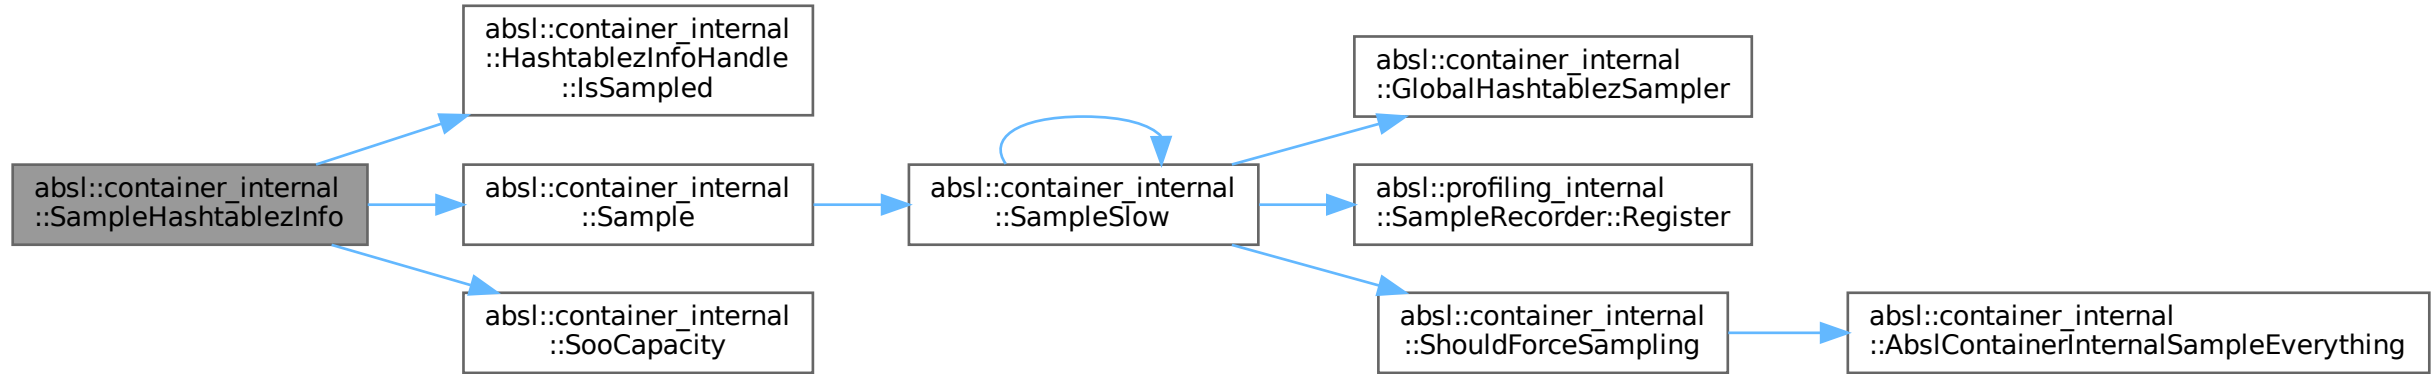 absl::container_internal
::SampleHashtablezInfo
absl::container_internal
::HashtablezInfoHandle
::IsSampled
absl::container_internal
::Sample
absl::container_internal
::SooCapacity
absl::container_internal
::SampleSlow
absl::container_internal
::GlobalHashtablezSampler
absl::profiling_internal
::SampleRecorder::Register
absl::container_internal
::ShouldForceSampling
absl::container_internal
::AbslContainerInternalSampleEverything